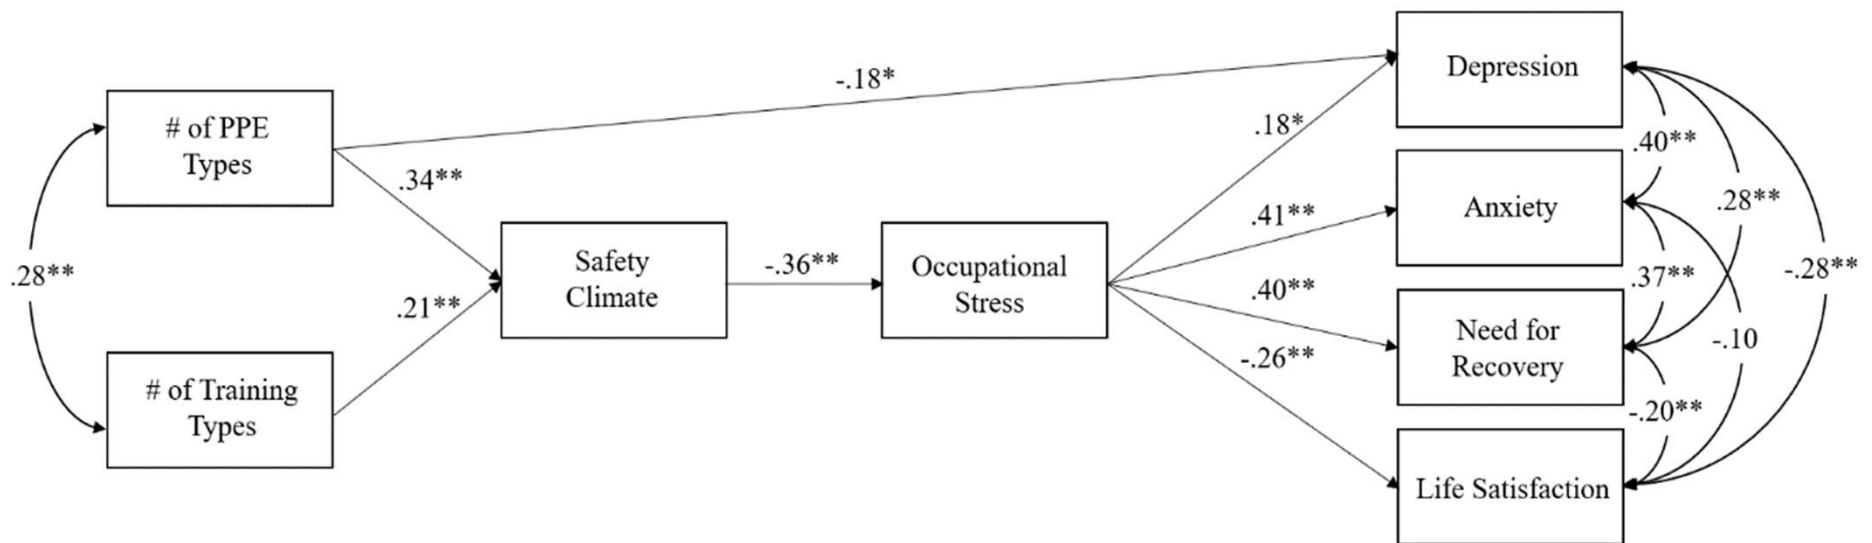 Depression
-.18*
# of PPE
Types
.18*
.40**
.34**
.28**
Anxiety
.41**
Safety
Climate
-.36**
Occupational
Stress
.28**
.37**
-.28**
.40**
.21**
Need for
Recovery
-.10
-.26**
# of Training
Types
-.20**
Life Satisfaction